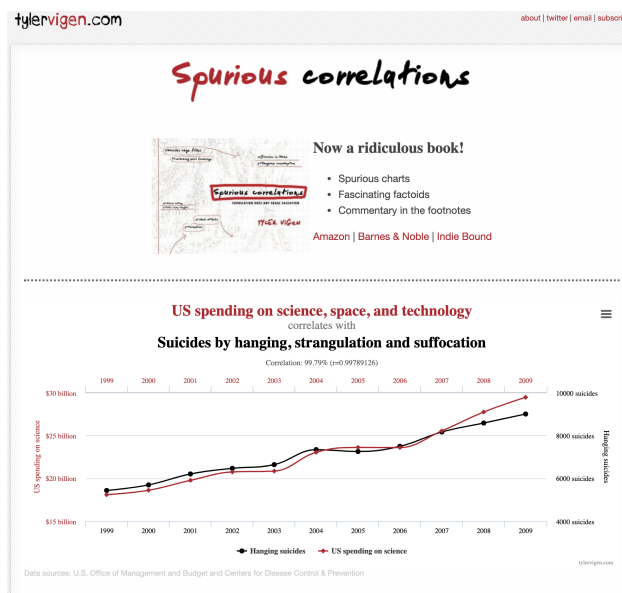 tylervigen.com
about | twitter | email | subscri
Spurious correlations
Spurious correlations
CORRELATION DOES NOT EQUAL CAUSATION
TYLER VIGEN
Now a ridiculous book!
• Spurious charts
• Fascinating factoids
• Commentary in the footnotes
Amazon | Barnes & Noble | Indie Bound
US spending on science, space, and technology
correlates with
Suicides by hanging, strangulation and suffocation
Correlation: 99.79% (r=0.99789126)
1999 2000 2001 2002 2003 2004 2005 2006 2007 2008 2009
$30 billion 10000 suicides
$25 billion 8000 suicides
$20 billion 6000 suicides
$15 billion 4000 suicides
US spending on science
Hanging suicides
1999 2000 2001 2002 2003 2004 2005 2006 2007 2008 2009
Hanging suicides US spending on science
tylervigen.com
Data sources: U.S. Office of Management and Budget and Centers for Disease Control & Prevention